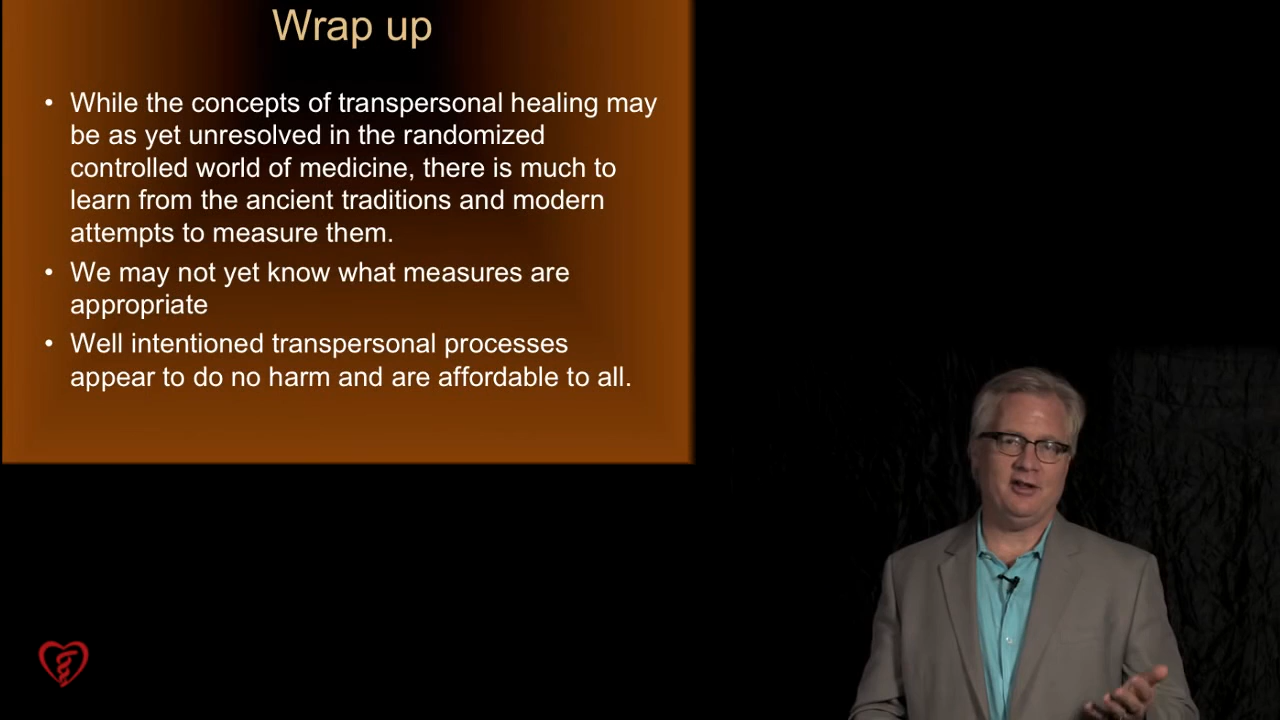 Wrap up
• While the concepts of transpersonal healing may
be as yet unresolved in the randomized
controlled world of medicine, there is much to
learn from the ancient traditions and modern
attempts to measure them.
• We may not yet know what measures are
appropriate
• Well intentioned transpersonal processes
appear to do no harm and are affordable to all.